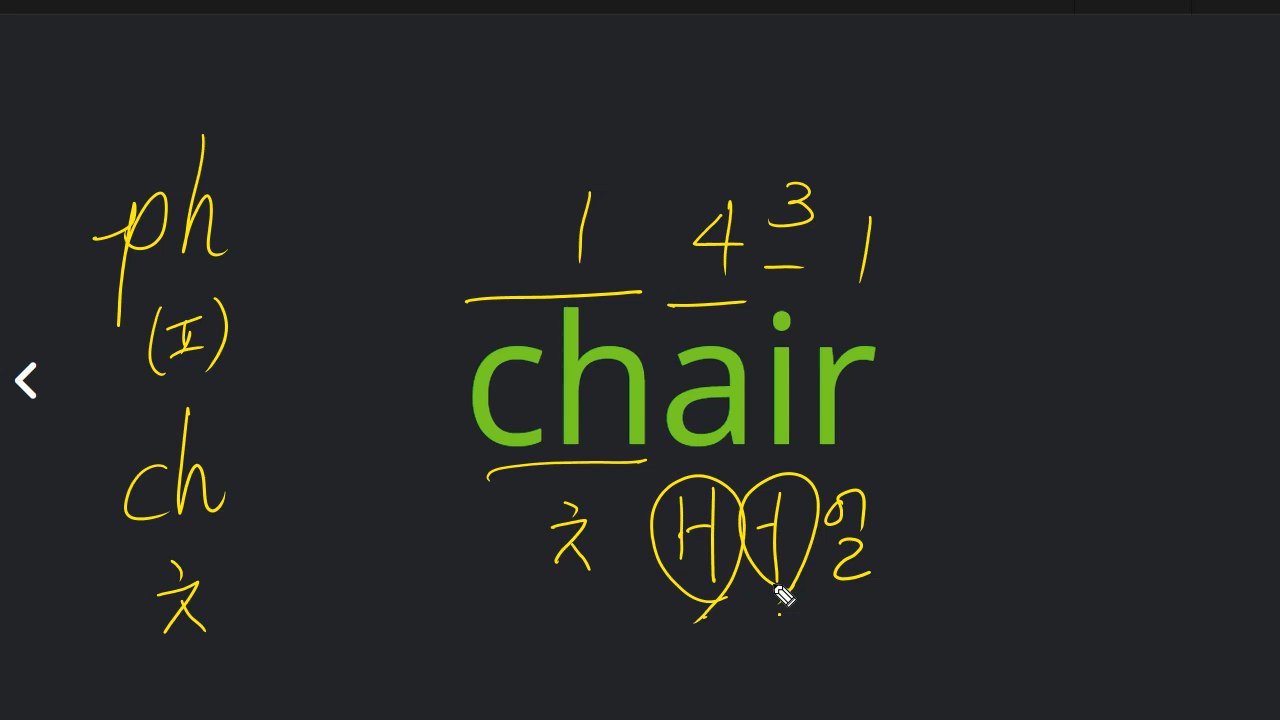 ph
(ㅍ)
ch
ㅊ
1 4 3 1
chair
ㅊ ㅐ ㅓ 얼